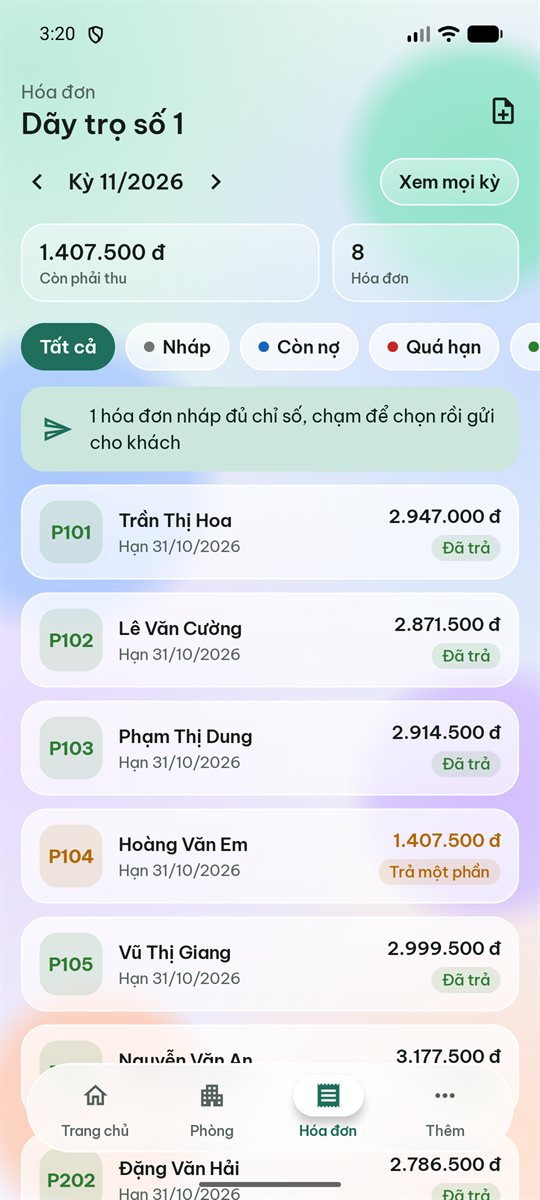 3:20
Hóa đơn
Dãy trọ số 1
Kỳ 11/2026
Xem mọi kỳ
1.407.500 đ
Còn phải thu
8
Hóa đơn
Tất cả
Nháp
Còn nợ
Quá hạn
1 hóa đơn nháp đủ chỉ số, chạm để chọn rồi gửi
cho khách
P101
Trần Thị Hoa
Hạn 31/10/2026
2.947.000 đ
Đã trả
P102
Lê Văn Cường
Hạn 31/10/2026
2.871.500 đ
Đã trả
P103
Phạm Thị Dung
Hạn 31/10/2026
2.914.500 đ
Đã trả
P104
Hoàng Văn Em
Hạn 31/10/2026
1.407.500 đ
Trả một phần
P105
Vũ Thị Giang
Hạn 31/10/2026
2.999.500 đ
Đã trả
Nguyễn Văn An
3.177.500 đ
Trang chủ
Phòng
Hóa đơn
Thêm
P202
Đặng Văn Hải
Hạn 31/10/2026
2.786.500 đ
Đã trả